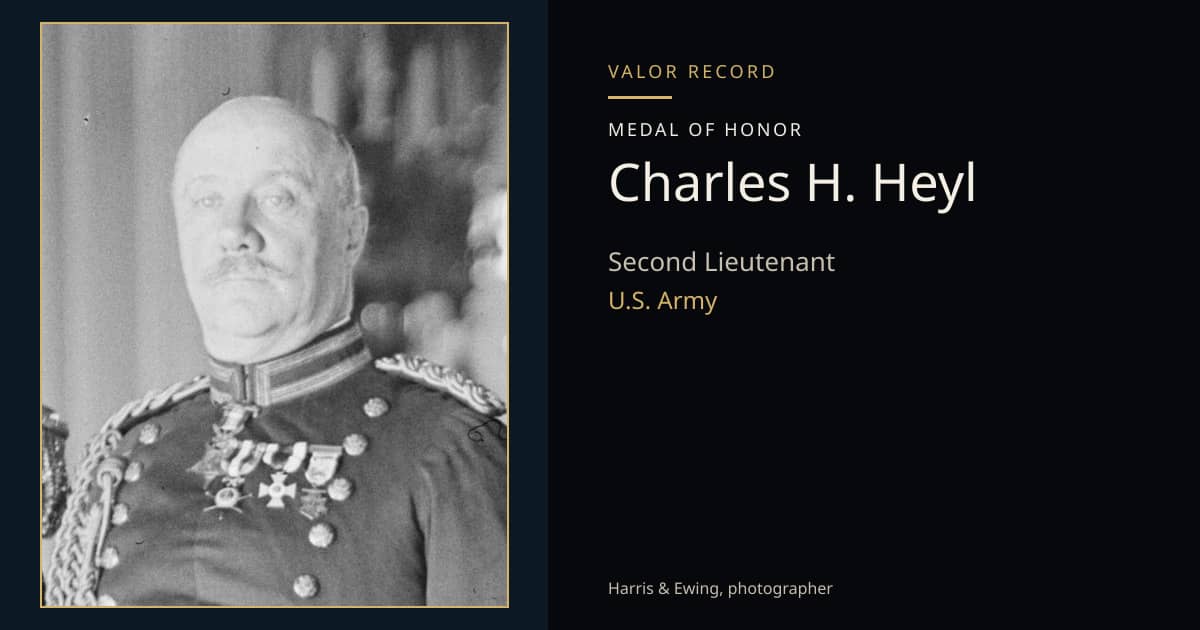 VALOR RECORD
MEDAL OF HONOR
Charles H. Heyl
Second Lieutenant
U.S. Army
Harris & Ewing, photographer